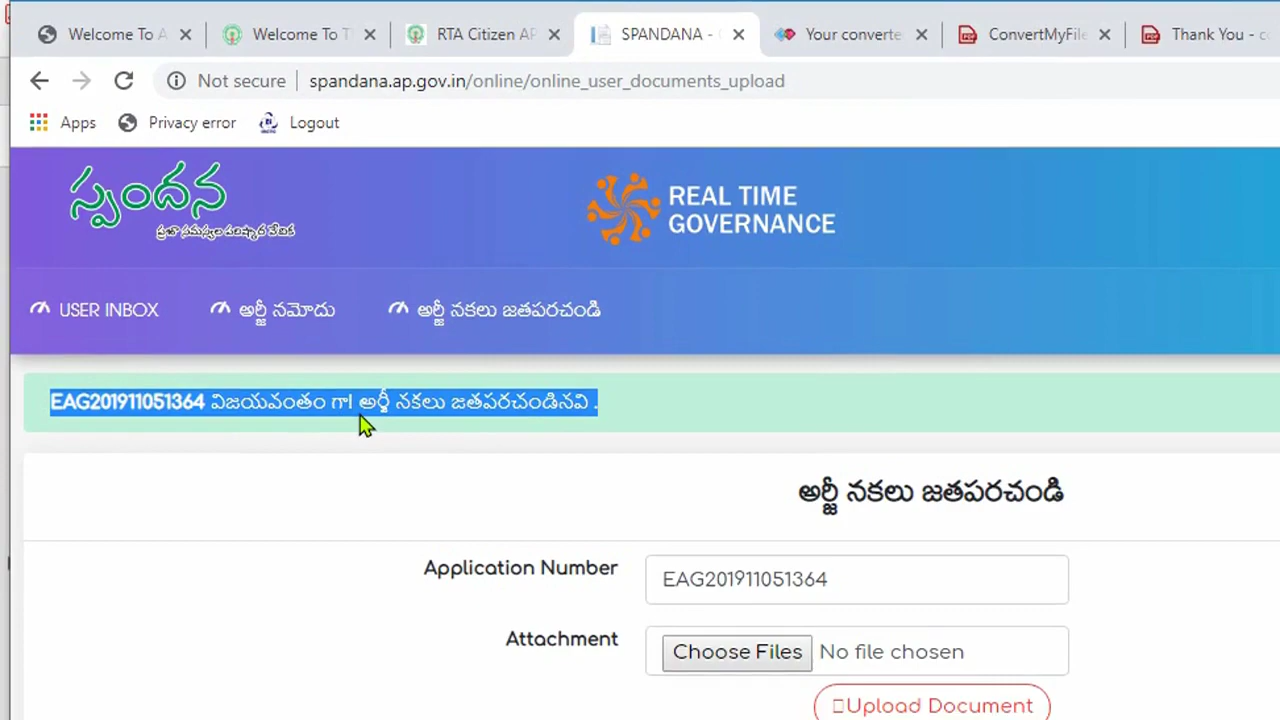 Welcome To A
Welcome To T
RTA Citizen AP
SPANDANA -
Your converte
ConvertMyFile
Thank You - c
Not secure
spandana.ap.gov.in/online/online_user_documents_upload
Apps
Privacy error
Logout
స్పందన
ప్రజా సమస్యల పరిష్కార వేదిక
REAL TIME
GOVERNANCE
USER INBOX
అర్జీ నమోదు
అర్జీ నకలు జతపరచండి
EAG201911051364 విజయవంతం గా! అర్జీ నకలు జతపరచండినవి .
అర్జీ నకలు జతపరచండి
Application Number
EAG201911051364
Attachment
Choose Files No file chosen
Upload Document